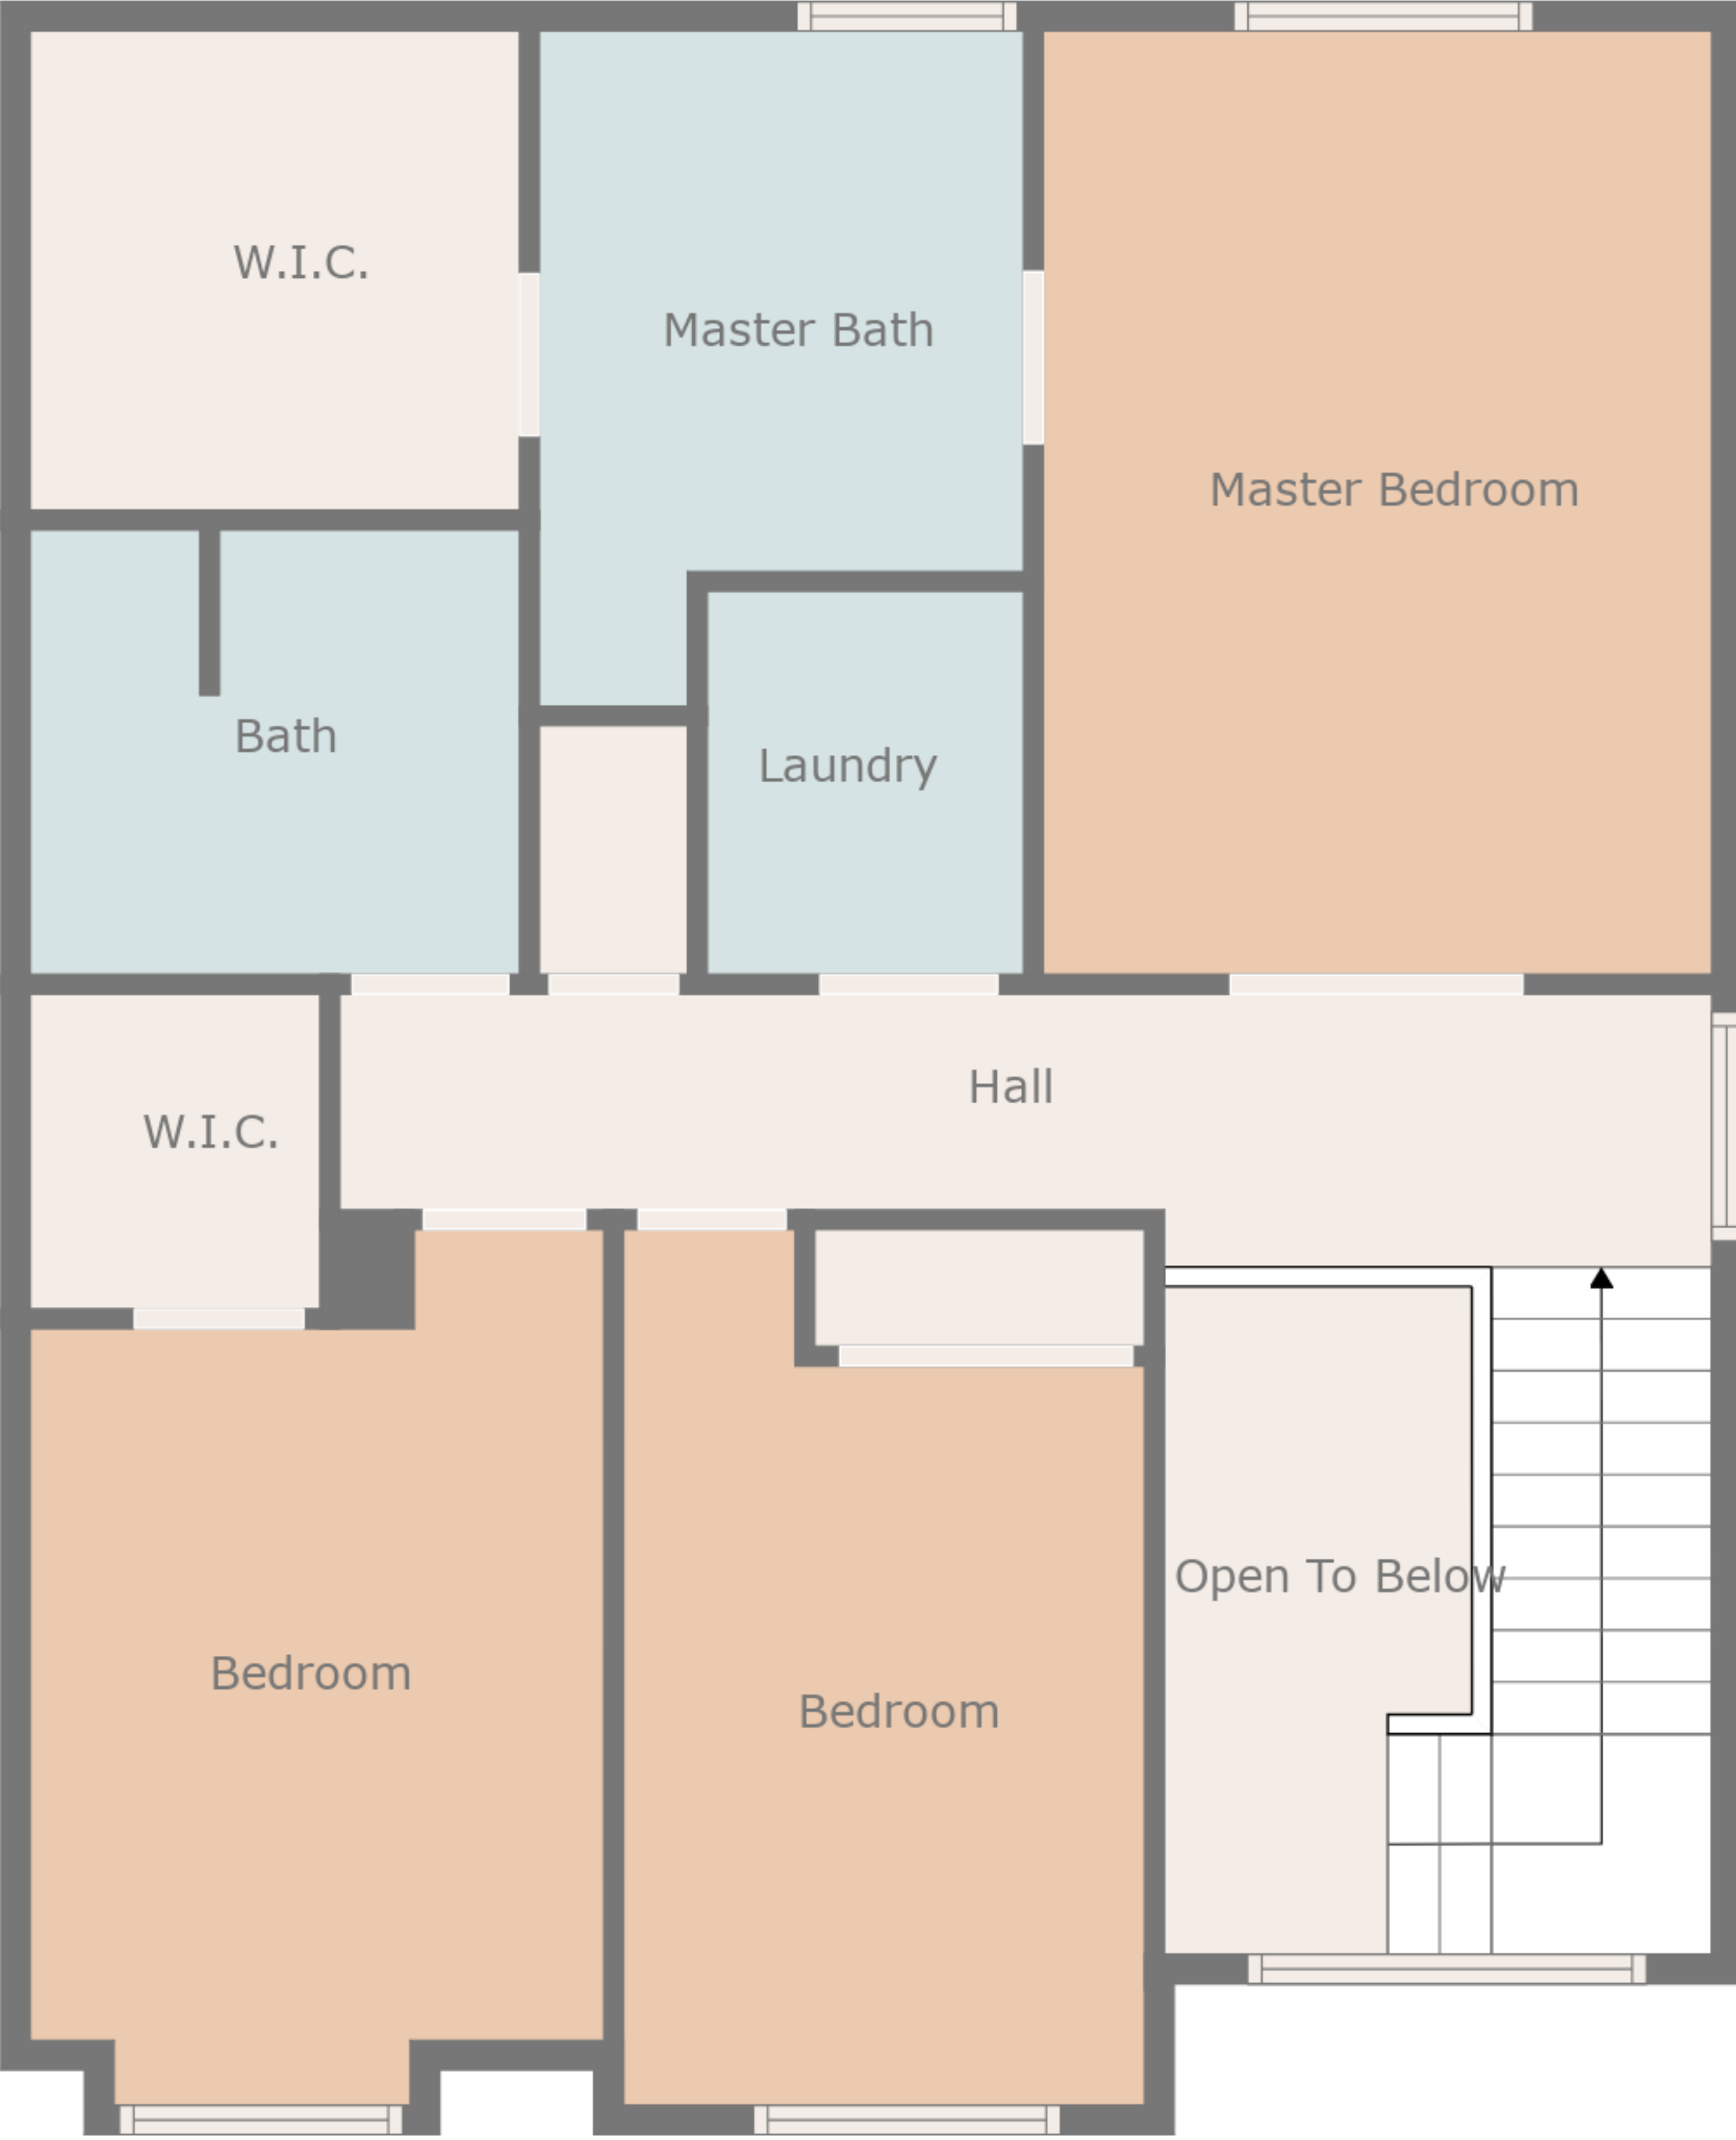 W.I.C.
Master Bath
Master Bedroom
Bath
Laundry
Hall
W.I.C.
Open To Below
Bedroom
Bedroom